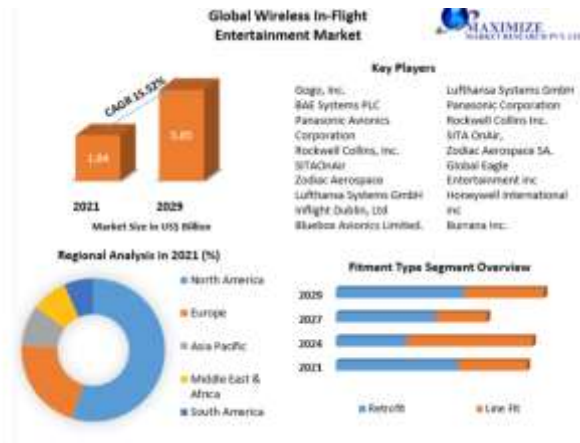 Global Wireless In-Flight
Entertainment Market
MAXIMIZE
MARKET RESEARCH PVT. LTD
CAGR 15.52%
2021
2029
Market Size in US$ Billion
Key Players
Gogo, Inc.
BAE Systems PLC
Panasonic Avionics
Corporation
Rockwell Collins, Inc.
SITAOnAir
Zodiac Aerospace
Lufthansa Systems GmbH
Inflight Dublin, Ltd
Bluebox Avionics Limited.
Lufthansa Systems GmbH
Panasonic Corporation
Rockwell Collins Inc.
SITA OnAir,
Zodiac Aerospace SA.
Global Eagle
Entertainment inc
Honeywell International
Inc
Burrana Inc.
Regional Analysis in 2021 (%)
North America
Europe
Asia Pacific
Middle East &
Africa
South America
Fitment Type Segment Overview
2029
2027
2024
2021
Retrofit
Line Fit